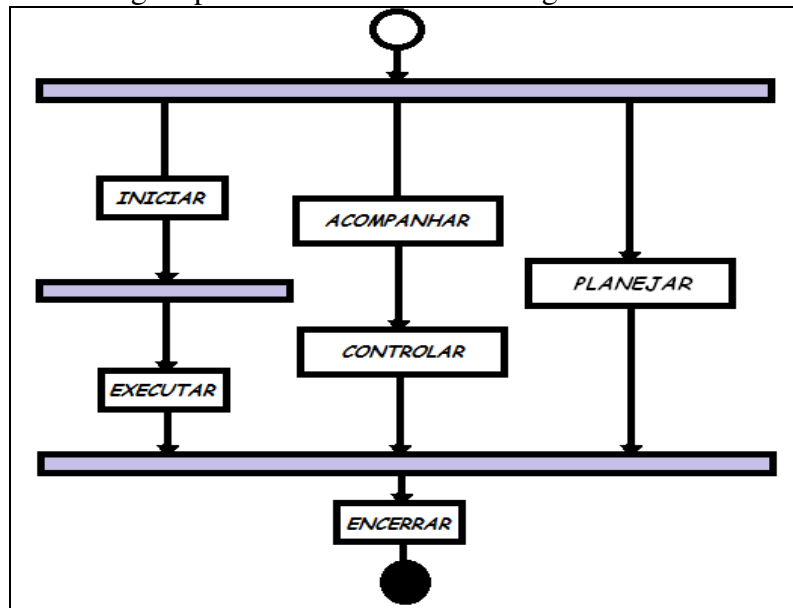 INICIAR
ACOMPANHAR
PLANEJAR
CONTROLAR
EXECUTAR
ENCERRAR